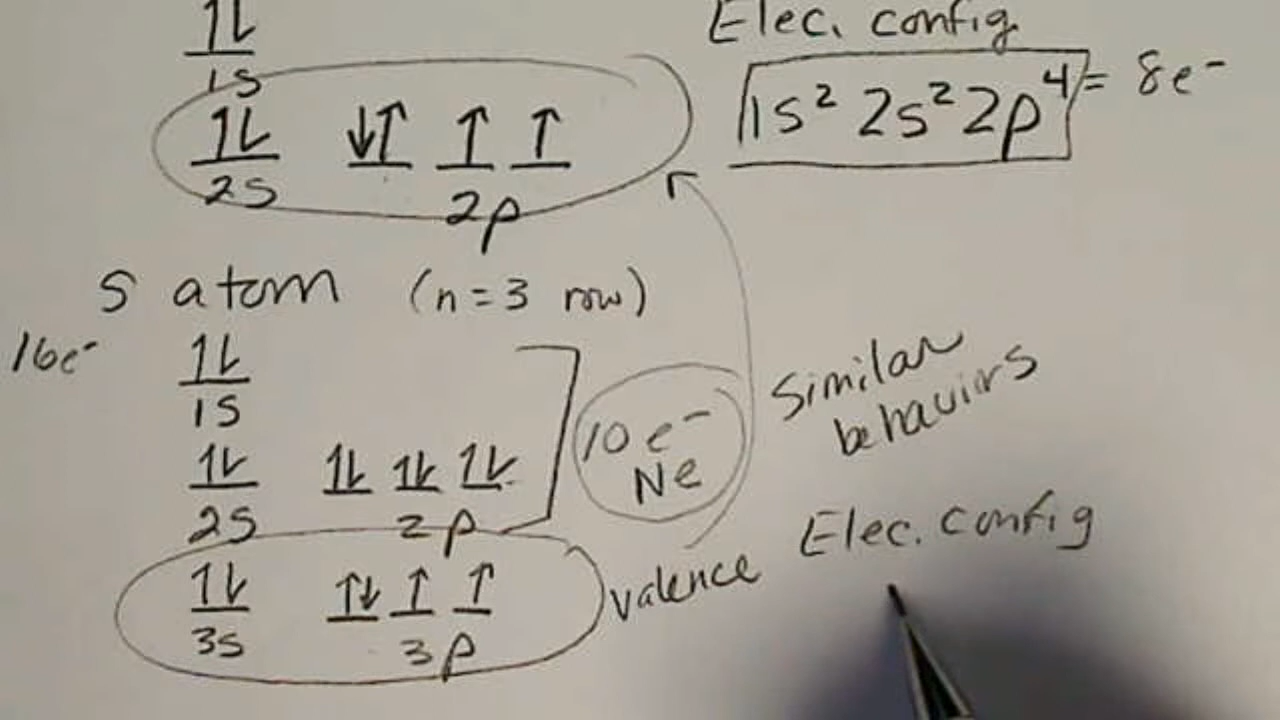 ↿⇂
1s
↿⇂ ↓↑ ↑ ↑
2s 2p
Elec. config
1s² 2s² 2p⁴ = 8e⁻
S atom (n=3 row)
16e⁻ ↿⇂
1s
↿⇂ ↿⇂ ↿⇂ ↿⇂
2s 2p
10 e⁻
Ne
↿⇂ ↑↓ ↑ ↑
3s 3p
valence
Similar
behaviors
Elec. config